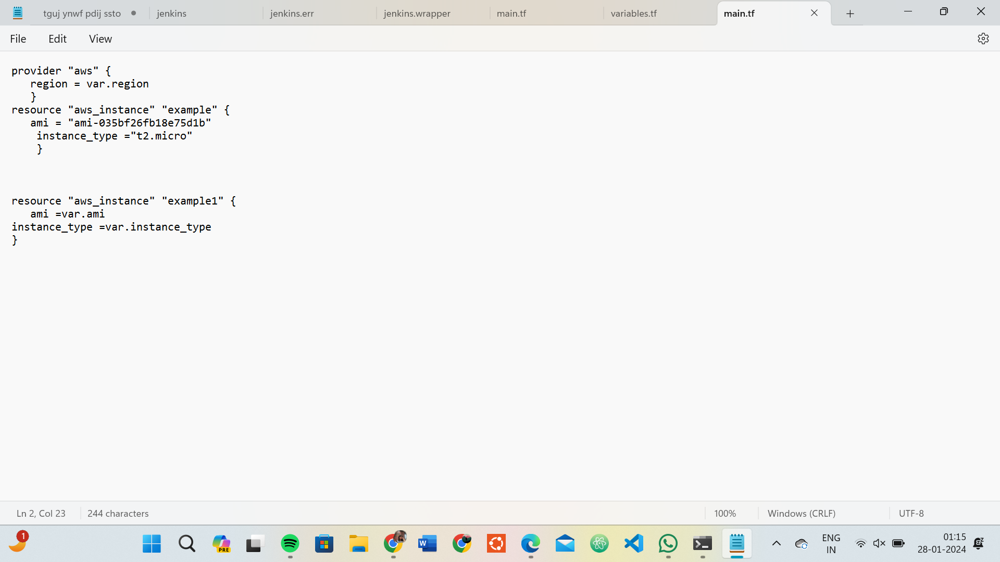 tguj ynwf pdij ssto
jenkins
jenkins.err
jenkins.wrapper
main.tf
variables.tf
main.tf
File Edit View
provider "aws" {
   region = var.region
   }
resource "aws_instance" "example" {
   ami = "ami-035bf26fb18e75d1b"
    instance_type ="t2.micro"
    }
resource "aws_instance" "example1" {
   ami =var.ami
instance_type =var.instance_type
}
Ln 2, Col 23 244 characters 100% Windows (CRLF) UTF-8
1
PRE
W
ENG
IN
01:15
28-01-2024